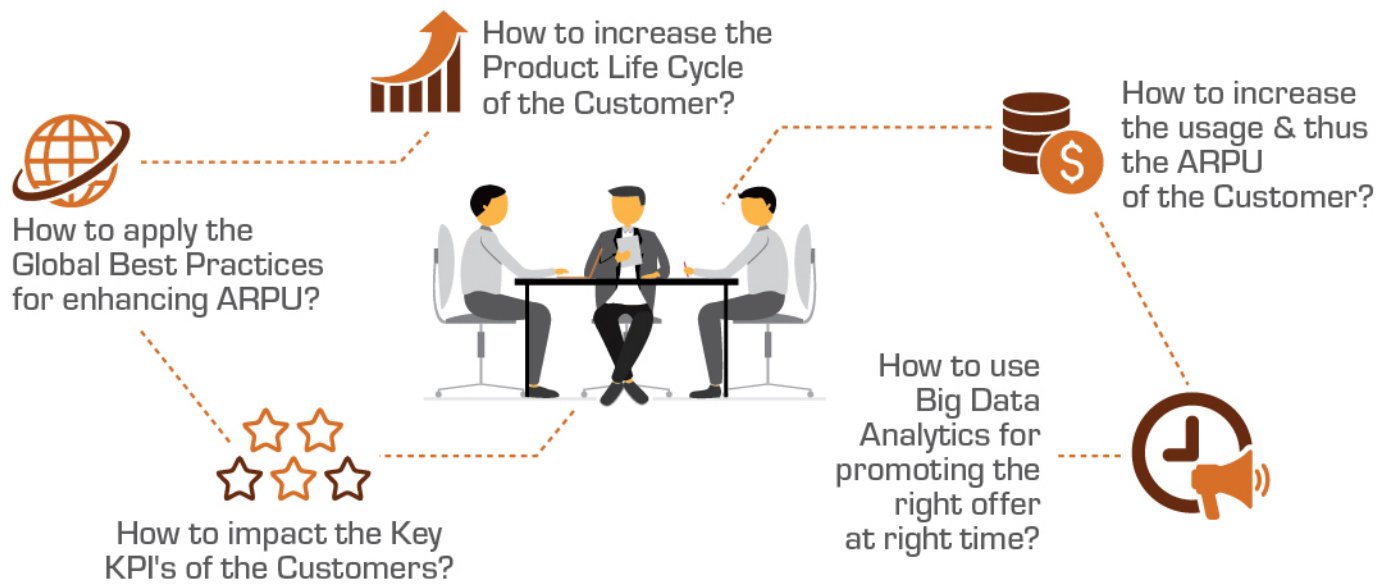 How to increase the
Product Life Cycle
of the Customer?
How to increase
the usage & thus
the ARPU
of the Customer?
$
How to apply the
Global Best Practices
for enhancing ARPU?
How to use
Big Data
Analytics for
promoting the
right offer
at right time?
How to impact the Key
KPI's of the Customers?